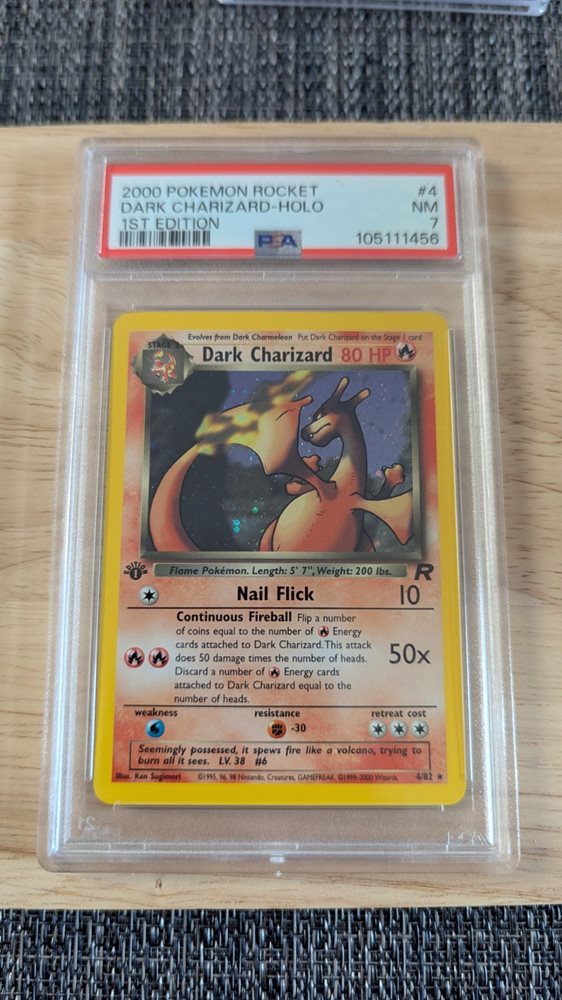 2000 POKEMON ROCKET #4
DARK CHARIZARD-HOLO NM
1ST EDITION 7
PSA 105111456
Evolves from Dark Charmeleon Put Dark Charizard on the Stage 1 card
STAGE 2
Dark Charizard 80 HP
EDITION 1
Flame Pokémon. Length: 5' 7", Weight: 200 lbs. R
Nail Flick 10
Continuous Fireball Flip a number
of coins equal to the number of Energy
cards attached to Dark Charizard. This attack
does 50 damage times the number of heads. 50x
Discard a number of Energy cards
attached to Dark Charizard equal to the
number of heads.
weakness resistance retreat cost
-30
Seemingly possessed, it spews fire like a volcano, trying to
burn all it sees. LV. 38 #6
Illus. Ken Sugimori ©1995, 96, 98 Nintendo, Creatures, GAMEFREAK. ©1999-2000 Wizards. 4/82 ★